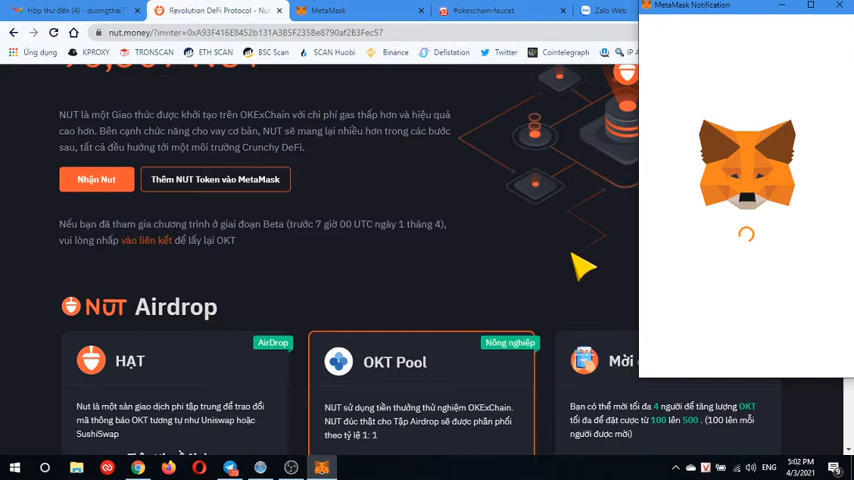 Hộp thư đến (4) - duongthai7
Revolution DeFi Protocol - Nu
MetaMask
#okexchain-faucet
Zalo Web
MetaMask Notification
nut.money/?inviter=0xA93F416E8452b131A3B5F235Be8790af2B3Fec57
Ứng dụng
KPROXY
TRONSCAN
ETH SCAN
BSC Scan
SCAN Huobi
Binance
Defistation
Twitter
Cointelegraph
IP A
NUT là một Giao thức được khởi tạo trên OKExChain với chi phí gas thấp hơn và hiệu quả
cao hơn. Bên cạnh chức năng cho vay cơ bản, NUT sẽ mang lại nhiều hơn trong các bước
sau, tất cả đều hướng tới một môi trường Crunchy DeFi.
Nhận Nut
Thêm NUT Token vào MetaMask
Nếu bạn đã tham gia chương trình ở giai đoạn Beta (trước 7 giờ 00 UTC ngày 1 tháng 4),
vui lòng nhấp vào liên kết để lấy lại OKT
NUT Airdrop
AirDrop
HẠT
Nut là một sàn giao dịch phi tập trung để trao đổi
mã thông báo OKT tương tự như Uniswap hoặc
SushiSwap
Nông nghiệp
OKT Pool
NUT sử dụng tiền thưởng thử nghiệm OKExChain.
NUT đúc thật cho Tập Airdrop sẽ được phân phối
theo tỷ lệ 1: 1
Mời
Bạn có thể mời tối đa 4 người để tăng lượng OKT
tối đa để đặt cược từ 100 lên 500 . (100 lên mỗi
người được mời)
ENG
5:02 PM
4/3/2021